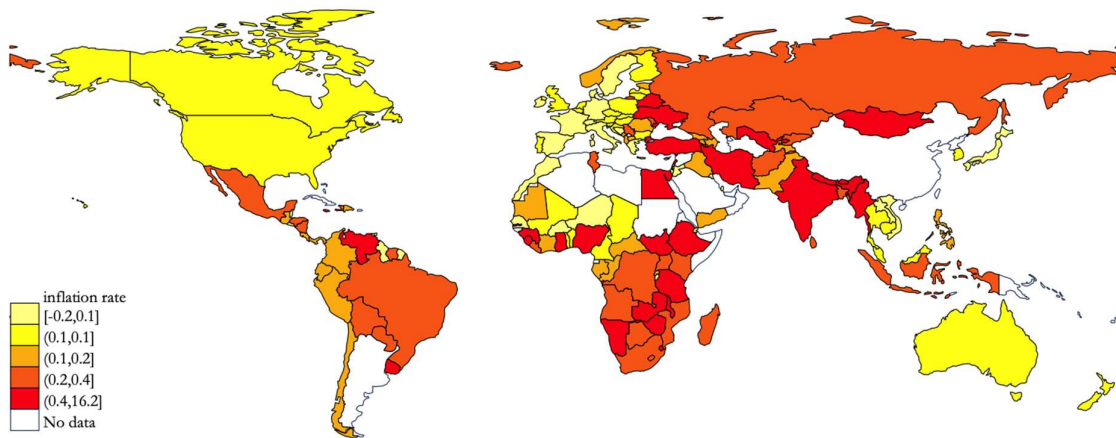 inflation rate
[-0.2,0.1]
(0.1,0.1]
(0.1,0.2]
(0.2,0.4]
(0.4,16.2]
No data